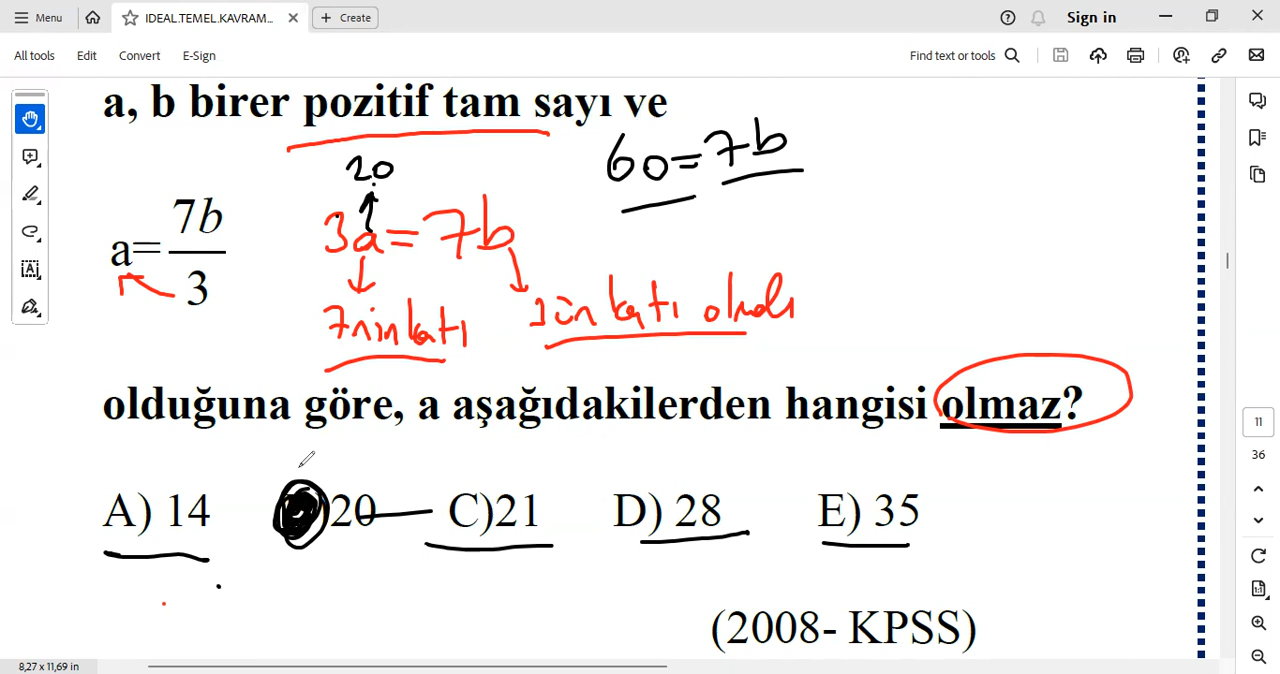 Menu IDEAL.TEMEL.KAVRAM... Create Sign in
All tools Edit Convert E-Sign Find text or tools
a, b birer pozitif tam sayı ve
60=7b
20
3a=7b
a=7b/3
7nin katı 3ün katı olmalı
olduğuna göre, a aşağıdakilerden hangisi olmaz?
A) 14 20 C)21 D) 28 E) 35
(2008- KPSS)
11
36
8,27 x 11,69 in